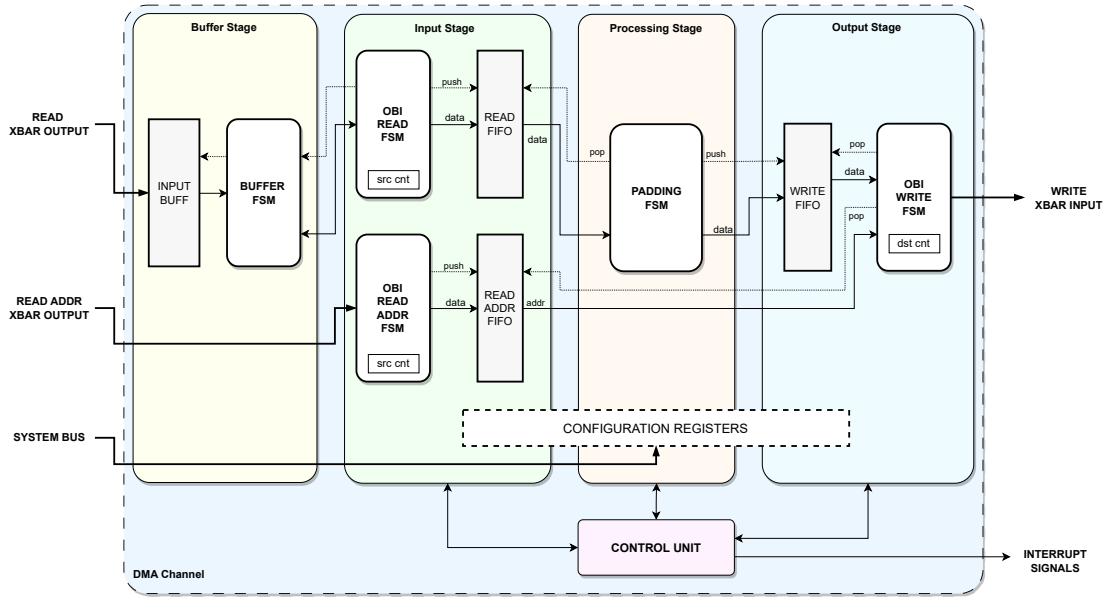 Buffer Stage
Input Stage
Processing Stage
Output Stage
READ
XBAR OUTPUT
INPUT
BUFF
BUFFER
FSM
OBI
READ
FSM
src cnt
push
data
READ
FIFO
data
pop
PADDING
FSM
push
data
WRITE
FIFO
pop
data
pop
OBI
WRITE
FSM
dst cnt
WRITE
XBAR INPUT
READ ADDR
XBAR OUTPUT
OBI
READ
ADDR
FSM
src cnt
push
data
READ
ADDR
FIFO
addr
SYSTEM BUS
CONFIGURATION REGISTERS
CONTROL UNIT
INTERRUPT
SIGNALS
DMA Channel